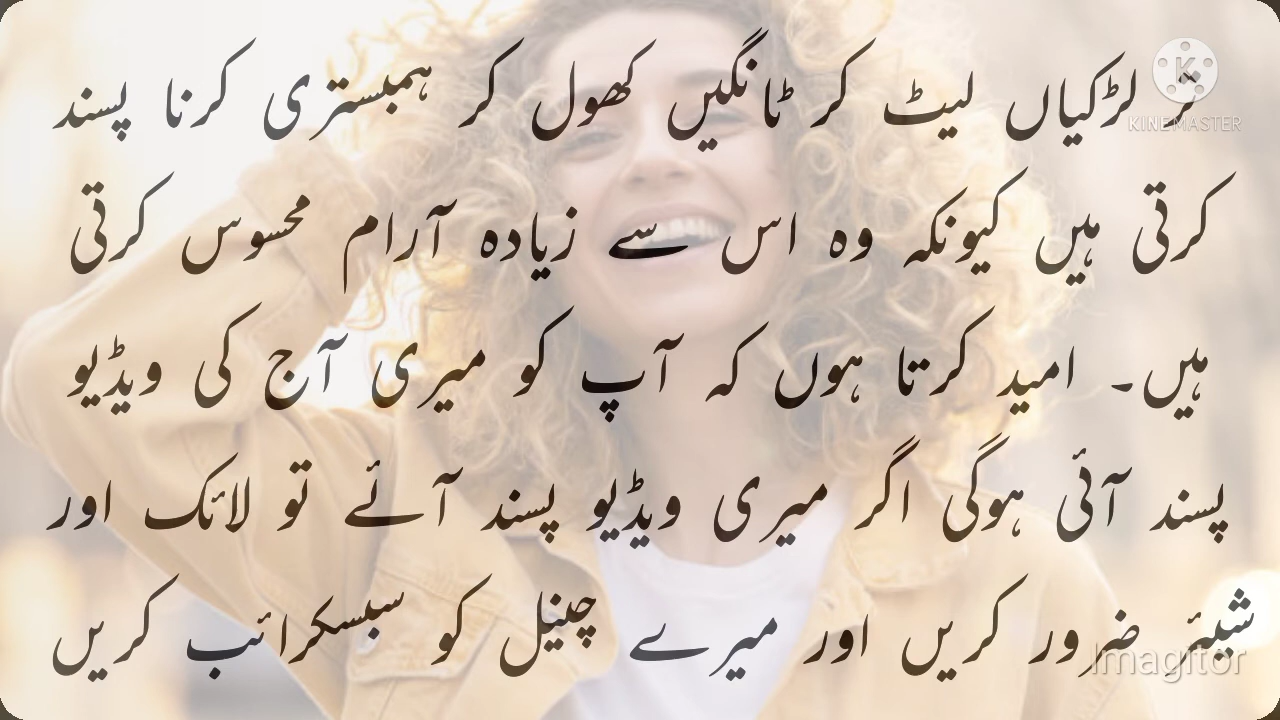 لڑکیاں لیٹ کر ٹانگیں کھول کر ہمبستری کرنا پسند
کرتی ہیں کیونکہ وہ اس سے زیادہ آرام محسوس کرتی
ہیں۔ امید کرتا ہوں کہ آپ کو میری آج کی ویڈیو
پسند آئی ہوگی اگر میری ویڈیو پسند آئے تو لائک اور
شیئر ضرور کریں اور میرے چینل کو سبسکرائب کریں
KINEMASTER
Imagitor